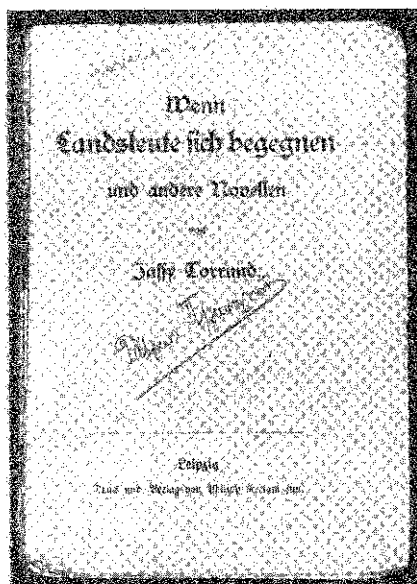 Wenn
Landsleute sich begegnen
und andere Novellen
von
Jassy Torrund.
Leipzig
Druck und Verlag von Philipp Reclam jun.